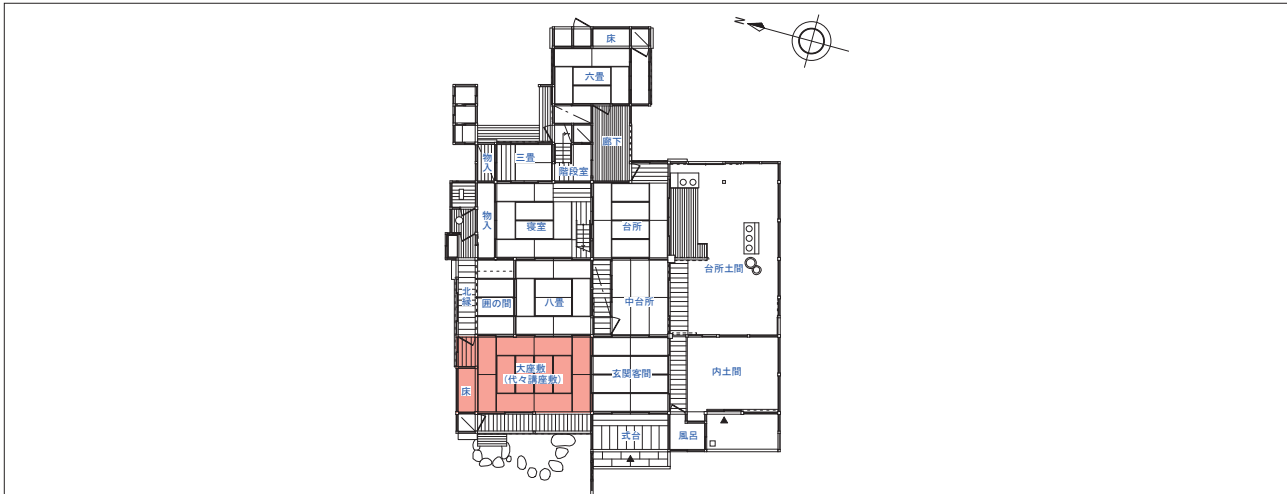 N
床
六畳
廊下
物入
三畳
階段室
物入
寝室
台所
台所土間
北縁
囲の間
八畳
中台所
大座敷
(代々講座敷)
床
玄関客間
内土間
式台
風呂